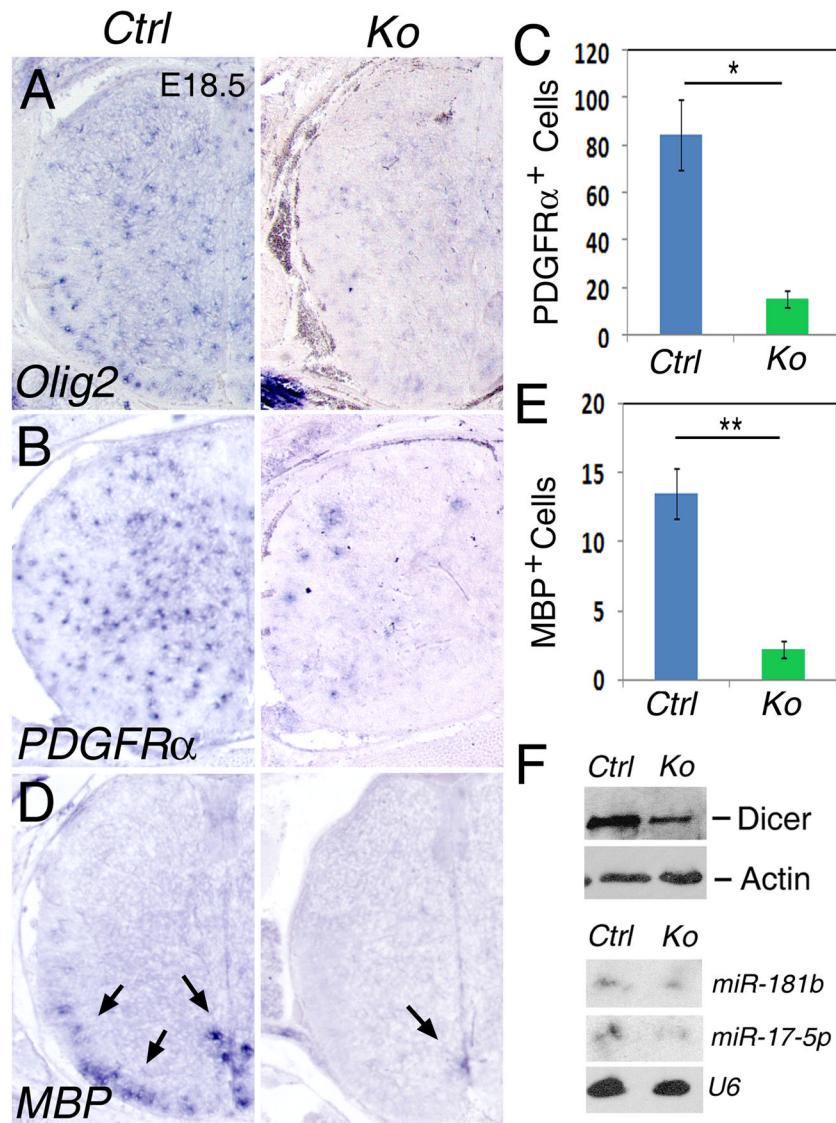 Ctrl Ko
A E18.5
Olig2
B
PDGFRα
D
MBP
C
PDGFRα+ Cells
120
100
80
60
40
20
0
*
Ctrl Ko
E
MBP+ Cells
20
15
10
5
0
**
Ctrl Ko
F
Ctrl Ko
– Dicer
– Actin
Ctrl Ko
miR-181b
miR-17-5p
U6